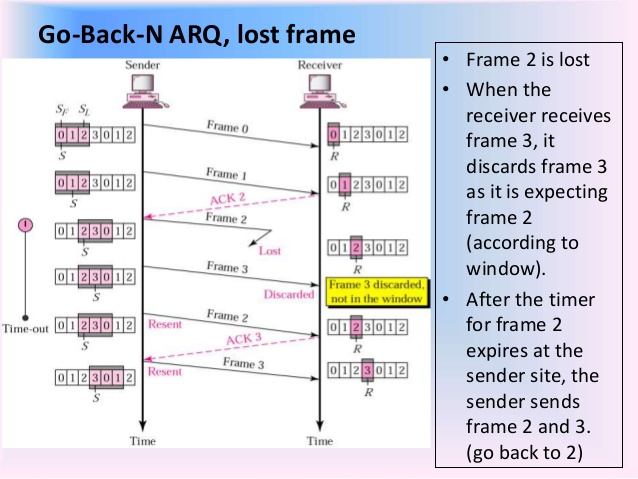 Go-Back-N ARQ, lost frame
Sender
Receiver
S_F S_L
0 1 2 3 0 1 2
S
Frame 0
0 1 2 3 0 1 2
R
0 1 2 3 0 1 2
S
Frame 1
0 1 2 3 0 1 2
R
ACK 2
0 1 2 3 0 1 2
S
Frame 2
Lost
0 1 2 3 0 1 2
R
0 1 2 3 0 1 2
S
Frame 3
Discarded
Frame 3 discarded,
not in the window
Time-out
0 1 2 3 0 1 2
S
Resent
Frame 2
0 1 2 3 0 1 2
R
ACK 3
0 1 2 3 0 1 2
S
Resent
Frame 3
0 1 2 3 0 1 2
R
Time
Time
• Frame 2 is lost
• When the
receiver receives
frame 3, it
discards frame 3
as it is expecting
frame 2
(according to
window).
• After the timer
for frame 2
expires at the
sender site, the
sender sends
frame 2 and 3.
(go back to 2)